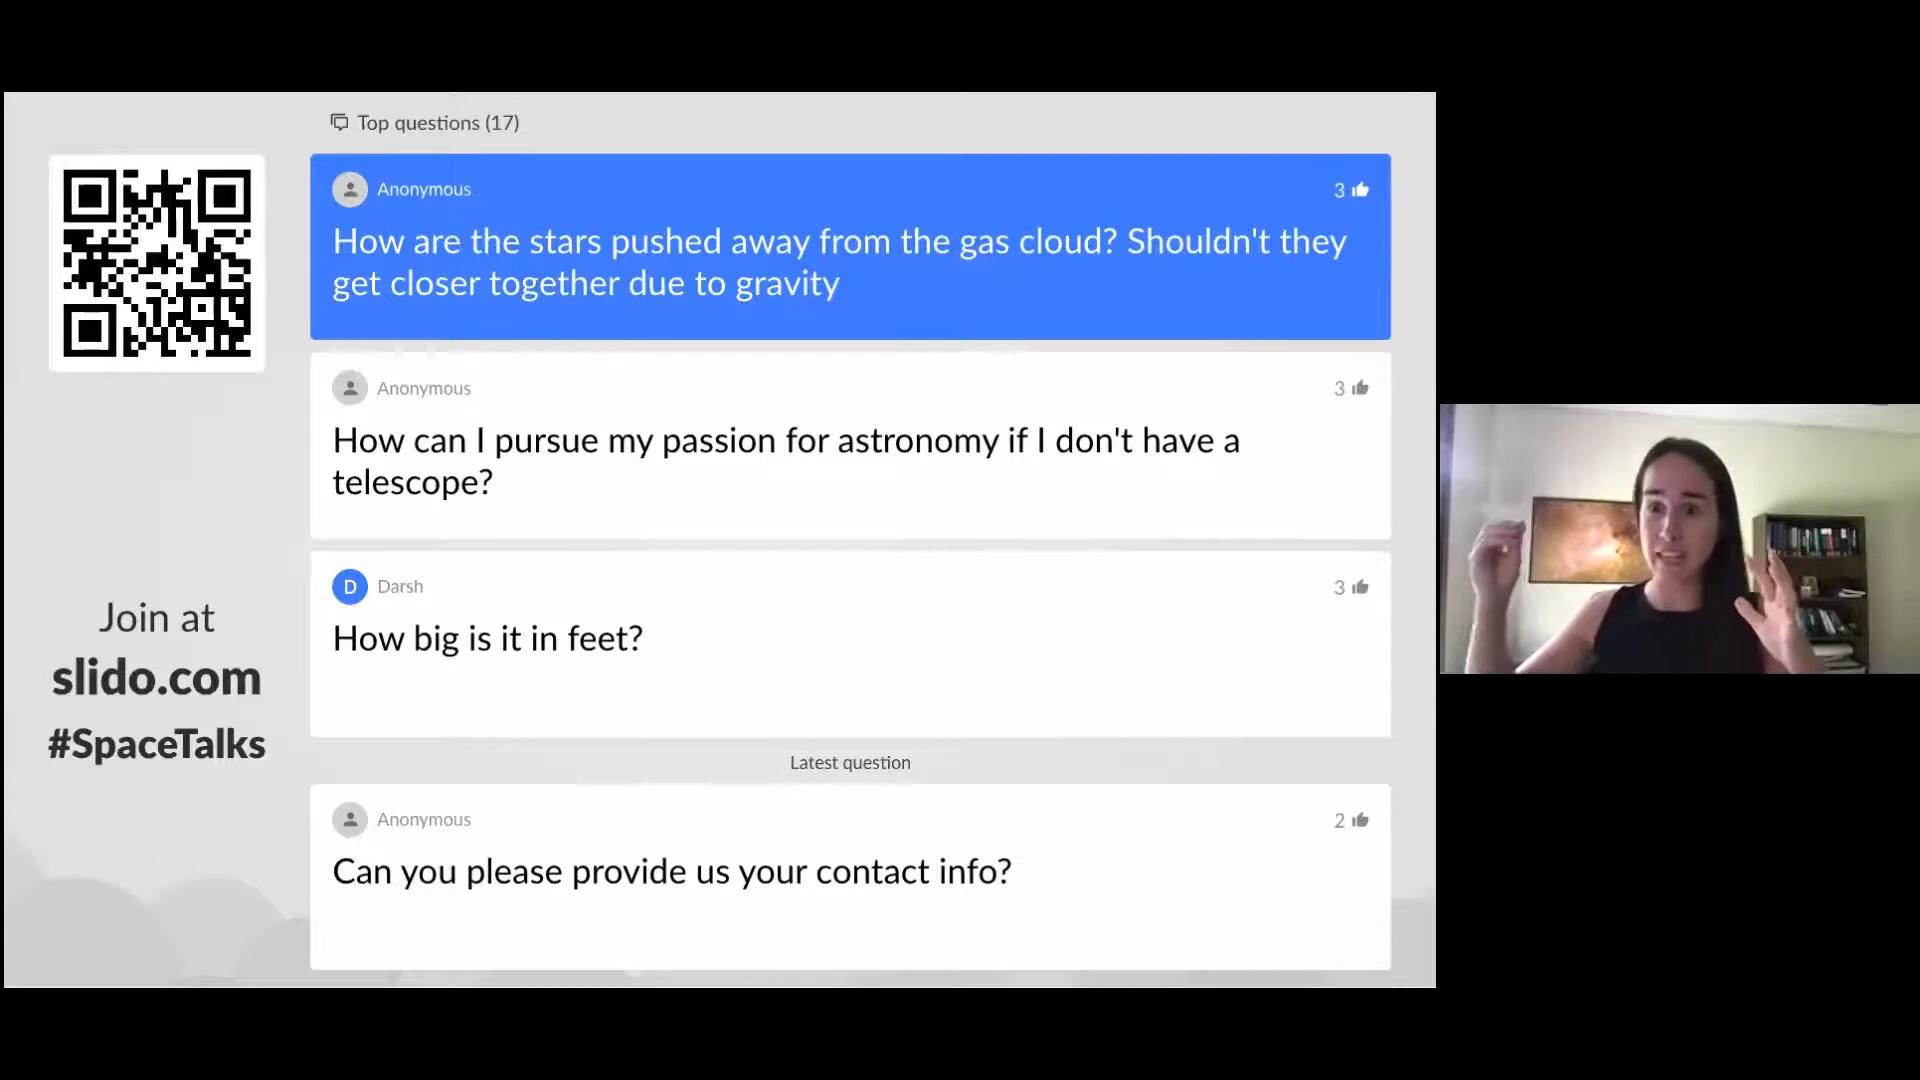 Top questions (17)
Anonymous
3
How are the stars pushed away from the gas cloud? Shouldn't they
get closer together due to gravity
Anonymous
3
How can I pursue my passion for astronomy if I don't have a
telescope?
D
Darsh
3
How big is it in feet?
Join at
slido.com
#SpaceTalks
Latest question
Anonymous
2
Can you please provide us your contact info?